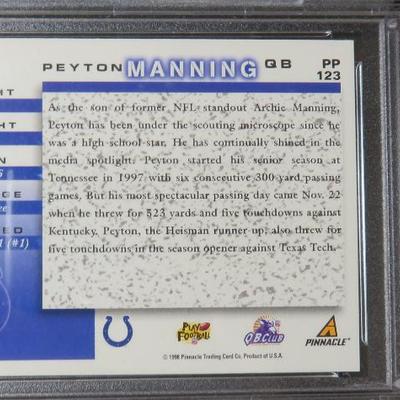 PEYTON MANNING QB PP
123
GHT
As the son of former NFL standout Archie Manning,
Peyton has been under the scouting microscope since he
was a high school star. He has continually shined in the
media spotlight. Peyton started his senior season at
Tennessee in 1997 with six consecutive 300 yard passing
games. But his most spectacular passing day came Nov. 22
when he threw for 523 yards and five touchdowns against
Kentucky. Peyton, the Heisman runner up, also threw for
five touchdowns in the season opener against Texas Tech.
N
GE
ED
1 (#1)
PLAY
FOOTBALL
QB CLUB
PINNACLE
© 1998 Pinnacle Trading Card Co. Product of U.S.A.